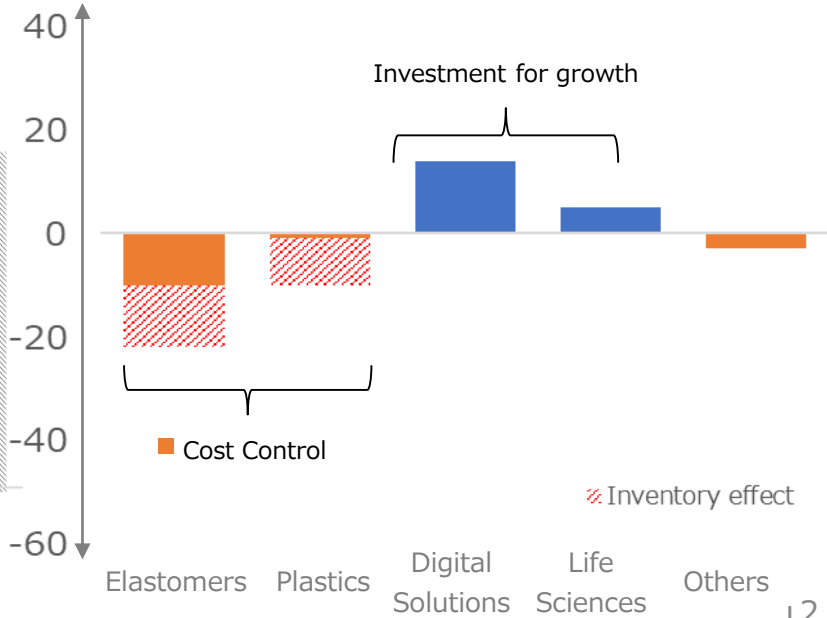 40
Investment for growth
20
0
-20
-40
Cost Control
Inventory effect
-60
Elastomers Plastics Digital Solutions Life Sciences Others